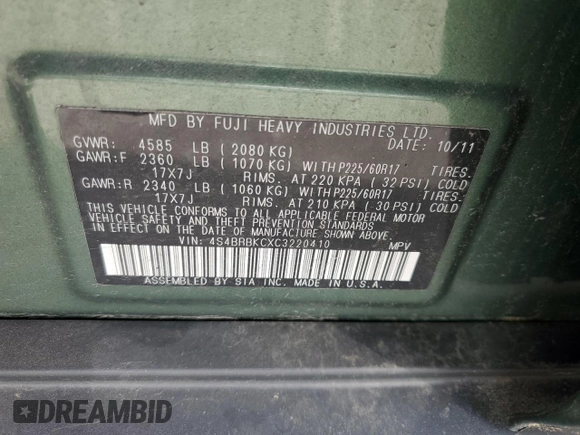 MFD BY FUJI HEAVY INDUSTRIES LTD.
GVWR: 4585 LB ( 2080 KG) DATE: 10/11
GAWR:F 2360 LB ( 1070 KG) WITH P225/60R17 TIRES.
17X7J RIMS. AT 220 KPA ( 32 PSI) COLD
GAWR:R 2340 LB ( 1060 KG) WITH P225/60R17 TIRES.
17X7J RIMS. AT 210 KPA ( 30 PSI) COLD
THIS VEHICLE CONFORMS TO ALL APPLICABLE FEDERAL MOTOR
VEHICLE SAFETY AND THEFT PREVENTION STANDARDS
IN EFFECT ON THE DATE OF MANUFACTURE SHOWN ABOVE.
VIN: 4S4BRBKCXC3220410 MPV
ASSEMBLED BY SIA INC. MADE IN U.S.A.
DREAMBID